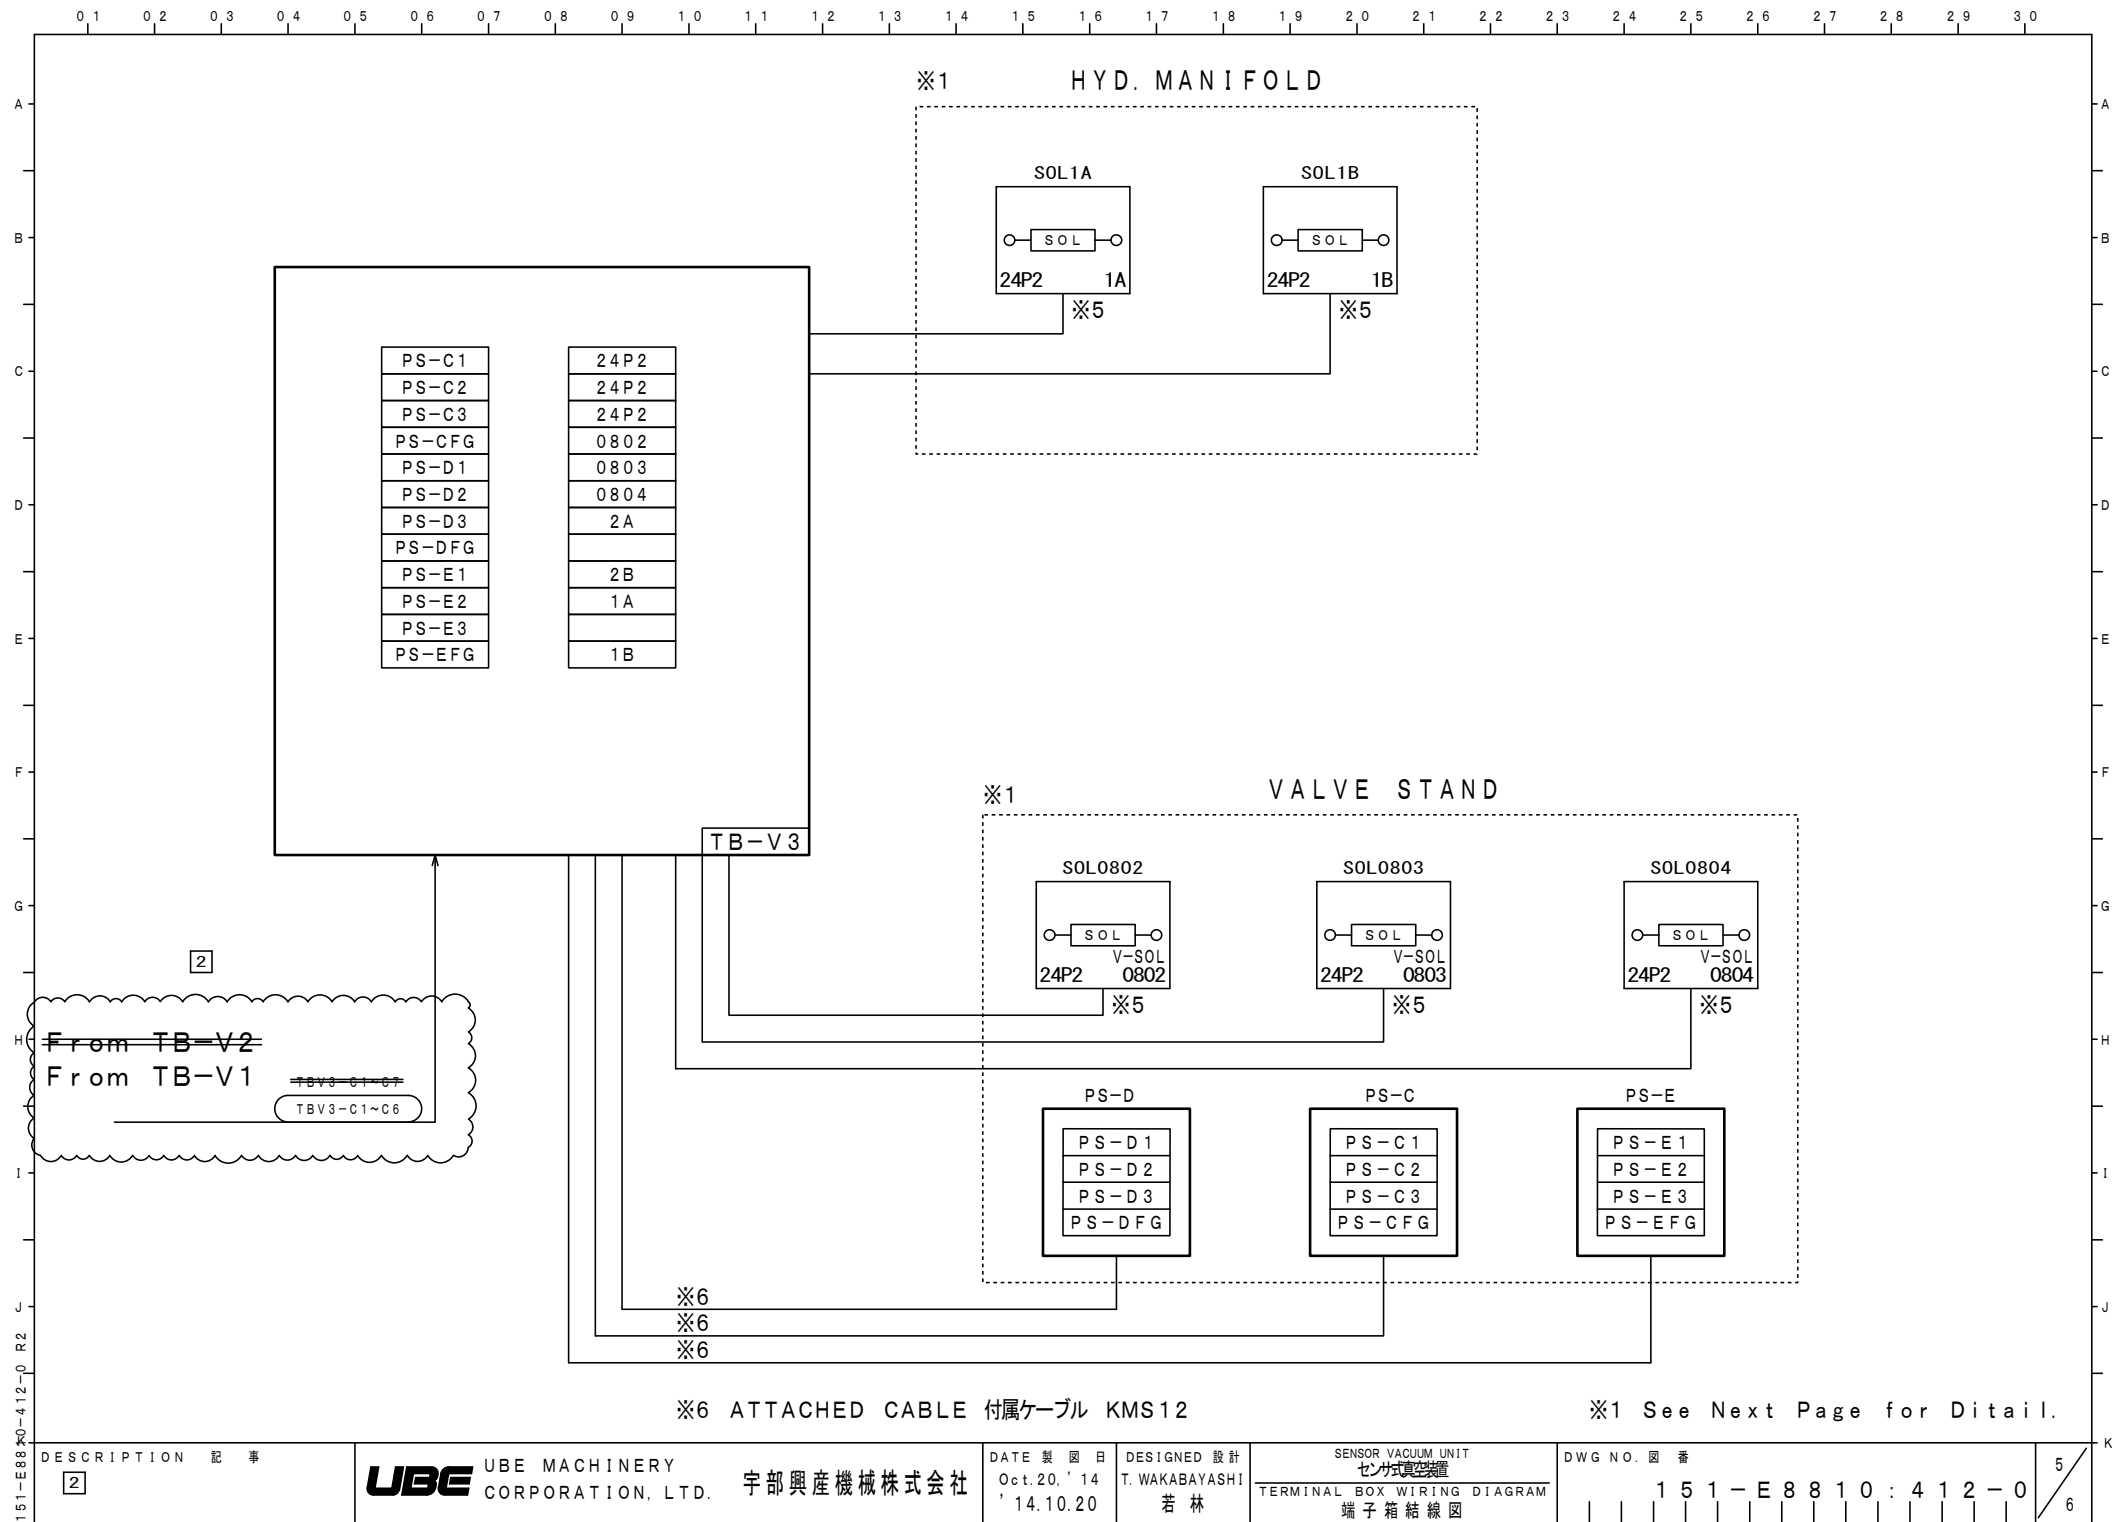 01 02 03 04 05 06 07 08 09 10 11 12 13 14 15 16 17 18 19 20 21 22 23 24 25 26 27 28 29 30
※1 HYD. MANIFOLD
A A
SOL1A SOL1B
B SOL SOL B
24P2 1A 24P2 1B
※5 ※5
PS-C1 24P2
C PS-C2 24P2 C
PS-C3 24P2
PS-CFG 0802
PS-D1 0803
PS-D2 0804
D D
PS-D3 2A
PS-DFG
PS-E1 2B
PS-E2 1A
PS-E3
E E
PS-EFG 1B
F F
※1 VALVE STAND
TB-V3
SOL0802 SOL0803 SOL0804
G G
SOL SOL SOL
V-SOL V-SOL V-SOL
24P2 0802 24P2 0803 24P2 0804
2
※5 ※5 ※5
H From TB-V2 H
From TB-V1 TBV3-C1~C7
TBV3-C1~C6
PS-D PS-C PS-E
PS-D1 PS-C1 PS-E1
I PS-D2 PS-C2 PS-E2 I
PS-D3 PS-C3 PS-E3
PS-DFG PS-CFG PS-EFG
J ※6 J
※6
※6
※6 ATTACHED CABLE 付属ケーブル KMS12 ※1 See Next Page for Ditail.
K K
151-E8810-412-0 R2
DESCRIPTION 記 事
2
UBE
UBE MACHINERY
CORPORATION, LTD.
宇部興産機械株式会社
DATE 製 図 日
Oct.20,'14
'14.10.20
DESIGNED 設計
T. WAKABAYASHI
若 林
SENSOR VACUUM UNIT
センサ式真空装置
TERMINAL BOX WIRING DIAGRAM
端子箱結線図
DWG NO. 図 番
151-E8810:412-0
5/6